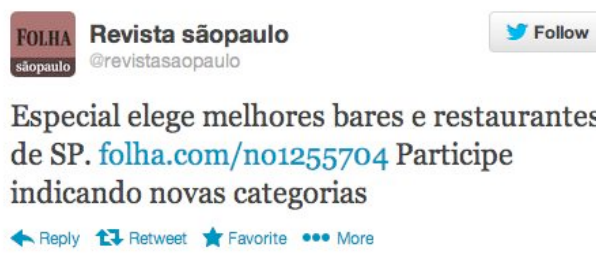 FOLHA
sãopaulo
Revista sãopaulo
@revistasaopaulo
Follow
Especial elege melhores bares e restaurantes
de SP. folha.com/no1255704 Participe
indicando novas categorias
Reply Retweet Favorite More